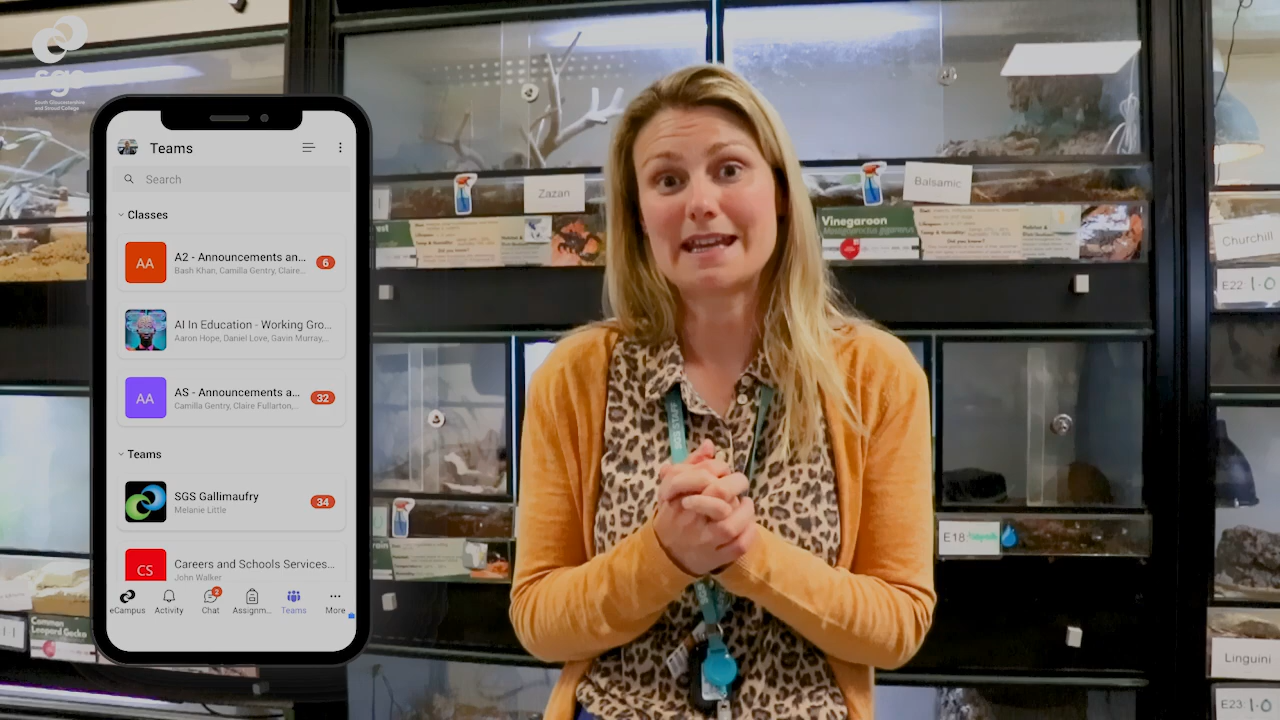 sgs
South Gloucestershire
and Stroud College
Teams
Search
Classes
AA
A2 - Announcements an...
Bash Khan, Camilla Gentry, Claire...
6
AI In Education - Working Gro...
Aaron Hope, Daniel Love, Gavin Murray,...
AA
AS - Announcements a...
Camilla Gentry, Claire Fullarton,...
32
Teams
SGS Gallimaufry
Melanie Little
34
CS
Careers and Schools Services...
John Walker
2
eCampus
Activity
Chat
Assignm...
Teams
More
Zazan
Balsamic
Vinegaroon
Churchill
E22 1-0
SGS STAFF
E18
Common
Leopard Gecko
Linguini
E23 1-0